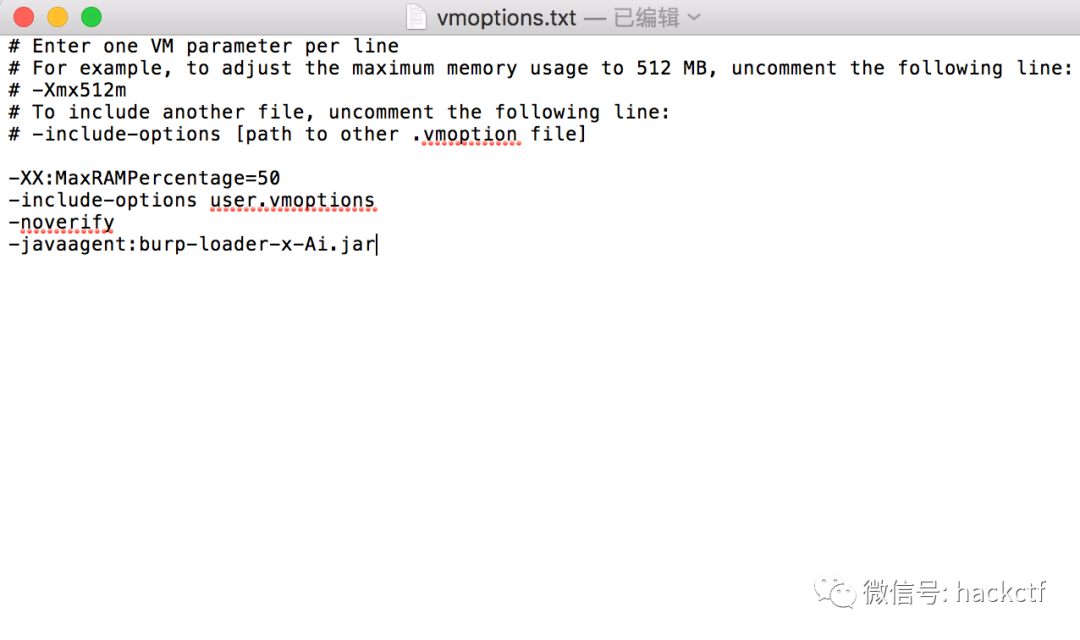 vmoptions.txt — 已编辑
# Enter one VM parameter per line
# For example, to adjust the maximum memory usage to 512 MB, uncomment the following line:
# -Xmx512m
# To include another file, uncomment the following line:
# -include-options [path to other .vmoption file]
-XX:MaxRAMPercentage=50
-include-options user.vmoptions
-noverify
-javaagent:burp-loader-x-Ai.jar
微信号: hackctf